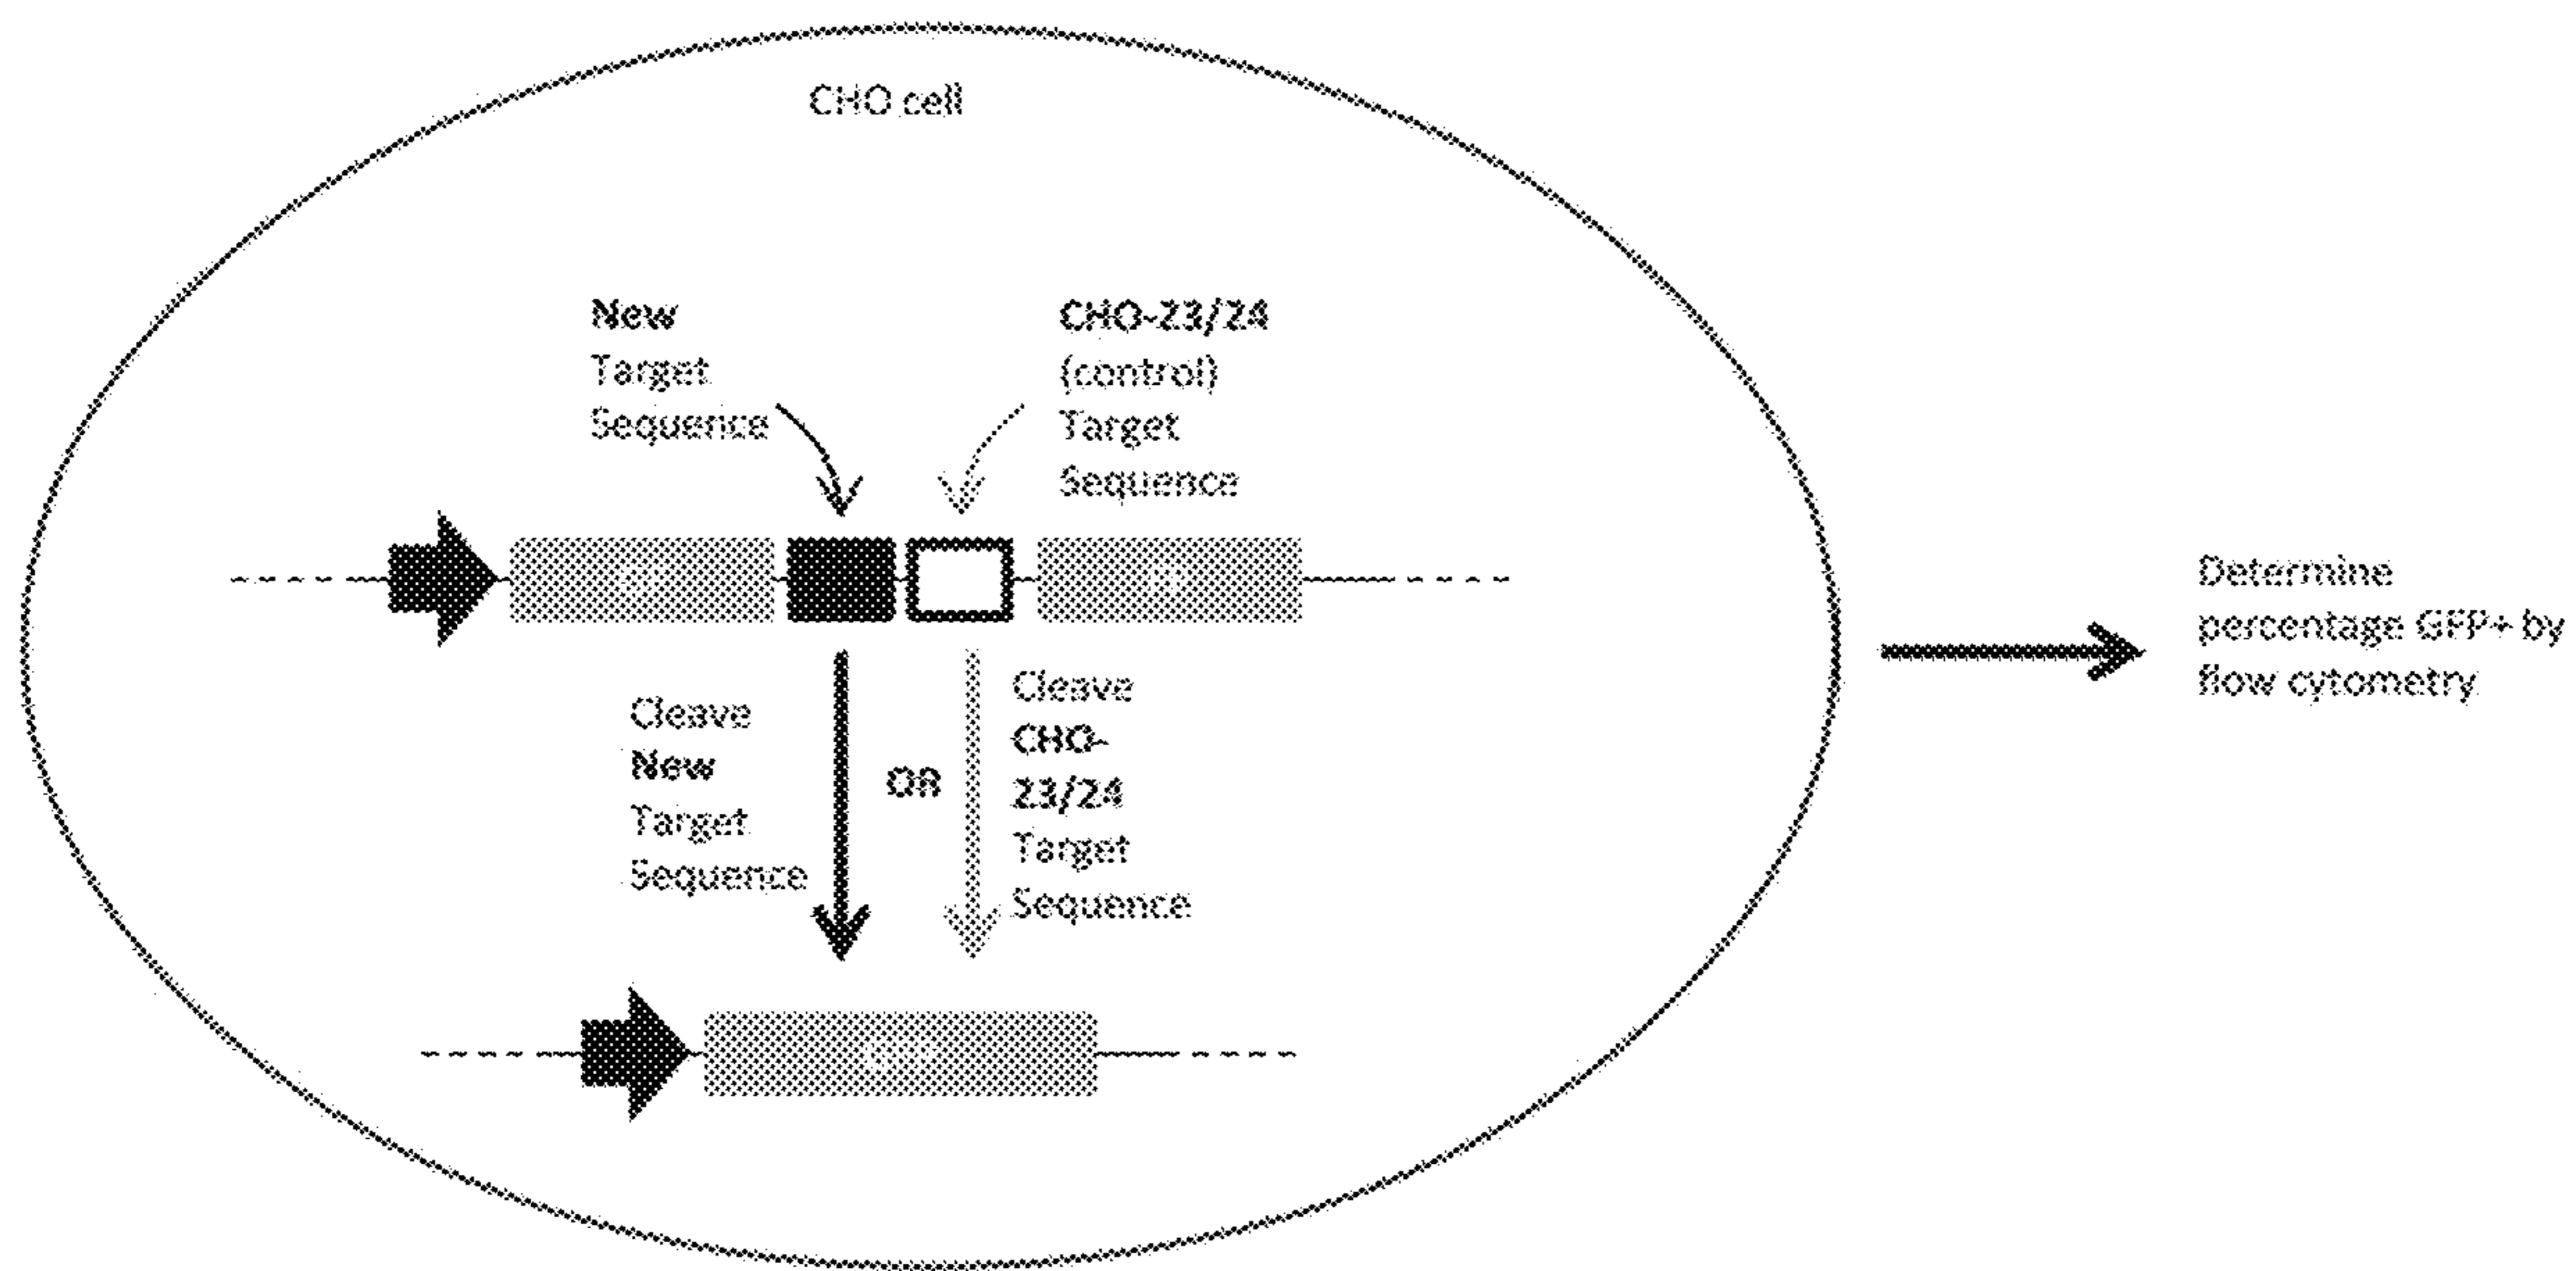 CHO cell
New
Target
Sequence
CHO-23/24
(control)
Target
Sequence
Cleave
New
Target
Sequence
OR
Cleave
CHO-
23/24
Target
Sequence
Determine
percentage GFP+ by
flow cytometry